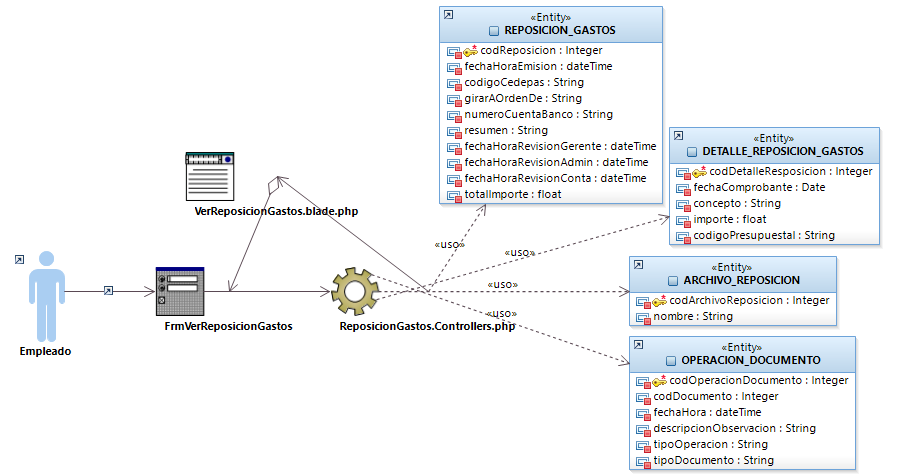 «Entity»
REPOSICION_GASTOS
codReposicion : Integer
fechaHoraEmision : dateTime
codigoCedepas : String
girarAOrdenDe : String
numeroCuentaBanco : String
resumen : String
fechaHoraRevisionGerente : dateTime
fechaHoraRevisionAdmin : dateTime
fechaHoraRevisionConta : dateTime
totalImporte : float
«Entity»
DETALLE_REPOSICION_GASTOS
codDetalleResposicion : Integer
fechaComprobante : Date
concepto : String
importe : float
codigoPresupuestal : String
VerReposicionGastos.blade.php
«uso»
«uso»
«uso»
«uso»
«Entity»
ARCHIVO_REPOSICION
codArchivoReposicion : Integer
nombre : String
Empleado
FrmVerReposicionGastos
ReposicionGastos.Controllers.php
«Entity»
OPERACION_DOCUMENTO
codOperacionDocumento : Integer
codDocumento : Integer
fechaHora : dateTime
descripcionObservacion : String
tipoOperacion : String
tipoDocumento : String